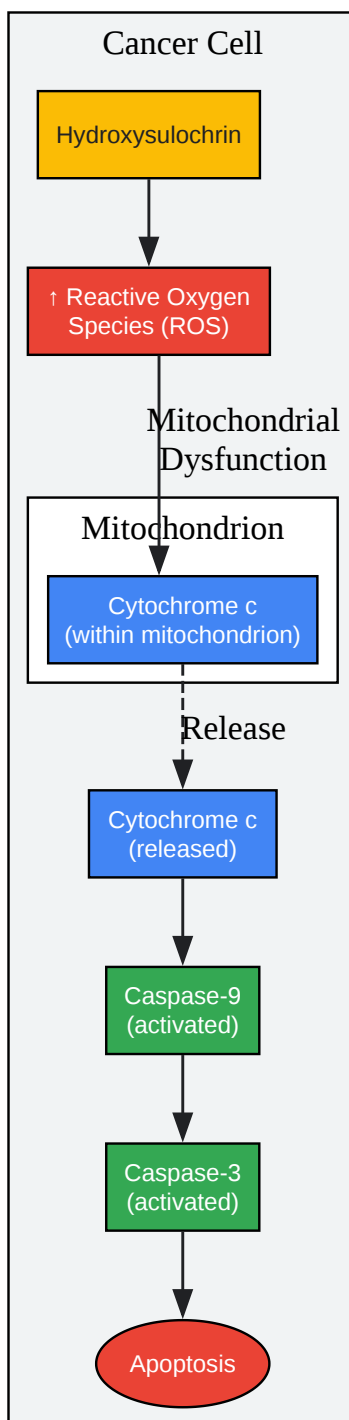 Cancer Cell
Hydroxysulochrin
↑ Reactive Oxygen
Species (ROS)
Mitochondrial
Dysfunction
Mitochondrion
Cytochrome c
(within mitochondrion)
Release
Cytochrome c
(released)
Caspase-9
(activated)
Caspase-3
(activated)
Apoptosis